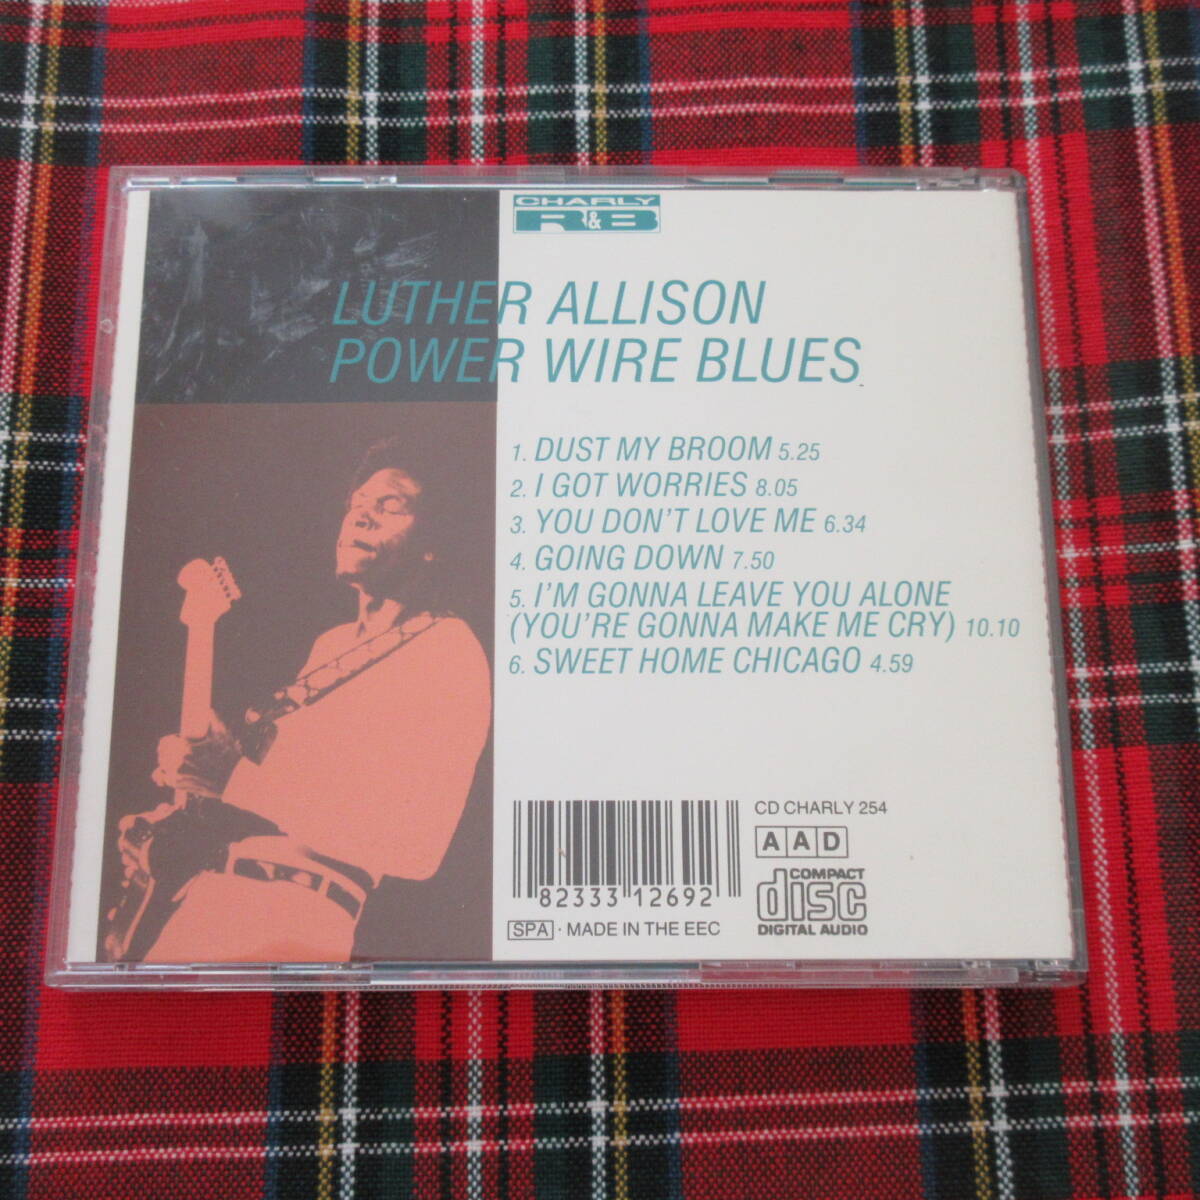 CHARLY
R&B
LUTHER ALLISON
POWER WIRE BLUES
1. DUST MY BROOM 5.25
2. I GOT WORRIES 8.05
3. YOU DON'T LOVE ME 6.34
4. GOING DOWN 7.50
5. I'M GONNA LEAVE YOU ALONE
(YOU'RE GONNA MAKE ME CRY) 10.10
6. SWEET HOME CHICAGO 4.59
CD CHARLY 254
AAD
COMPACT
disc
DIGITAL AUDIO
82333 12692
SPA · MADE IN THE EEC